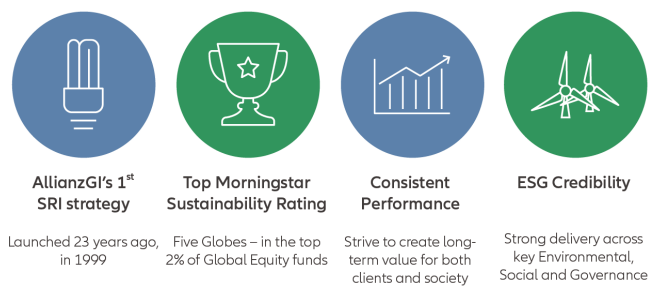 AllianzGI's 1st
SRI strategy
Launched 23 years ago,
in 1999
Top Morningstar
Sustainability Rating
Five Globes – in the top
2% of Global Equity funds
Consistent
Performance
Strive to create long-
term value for both
clients and society
ESG Credibility
Strong delivery across
key Environmental,
Social and Governance